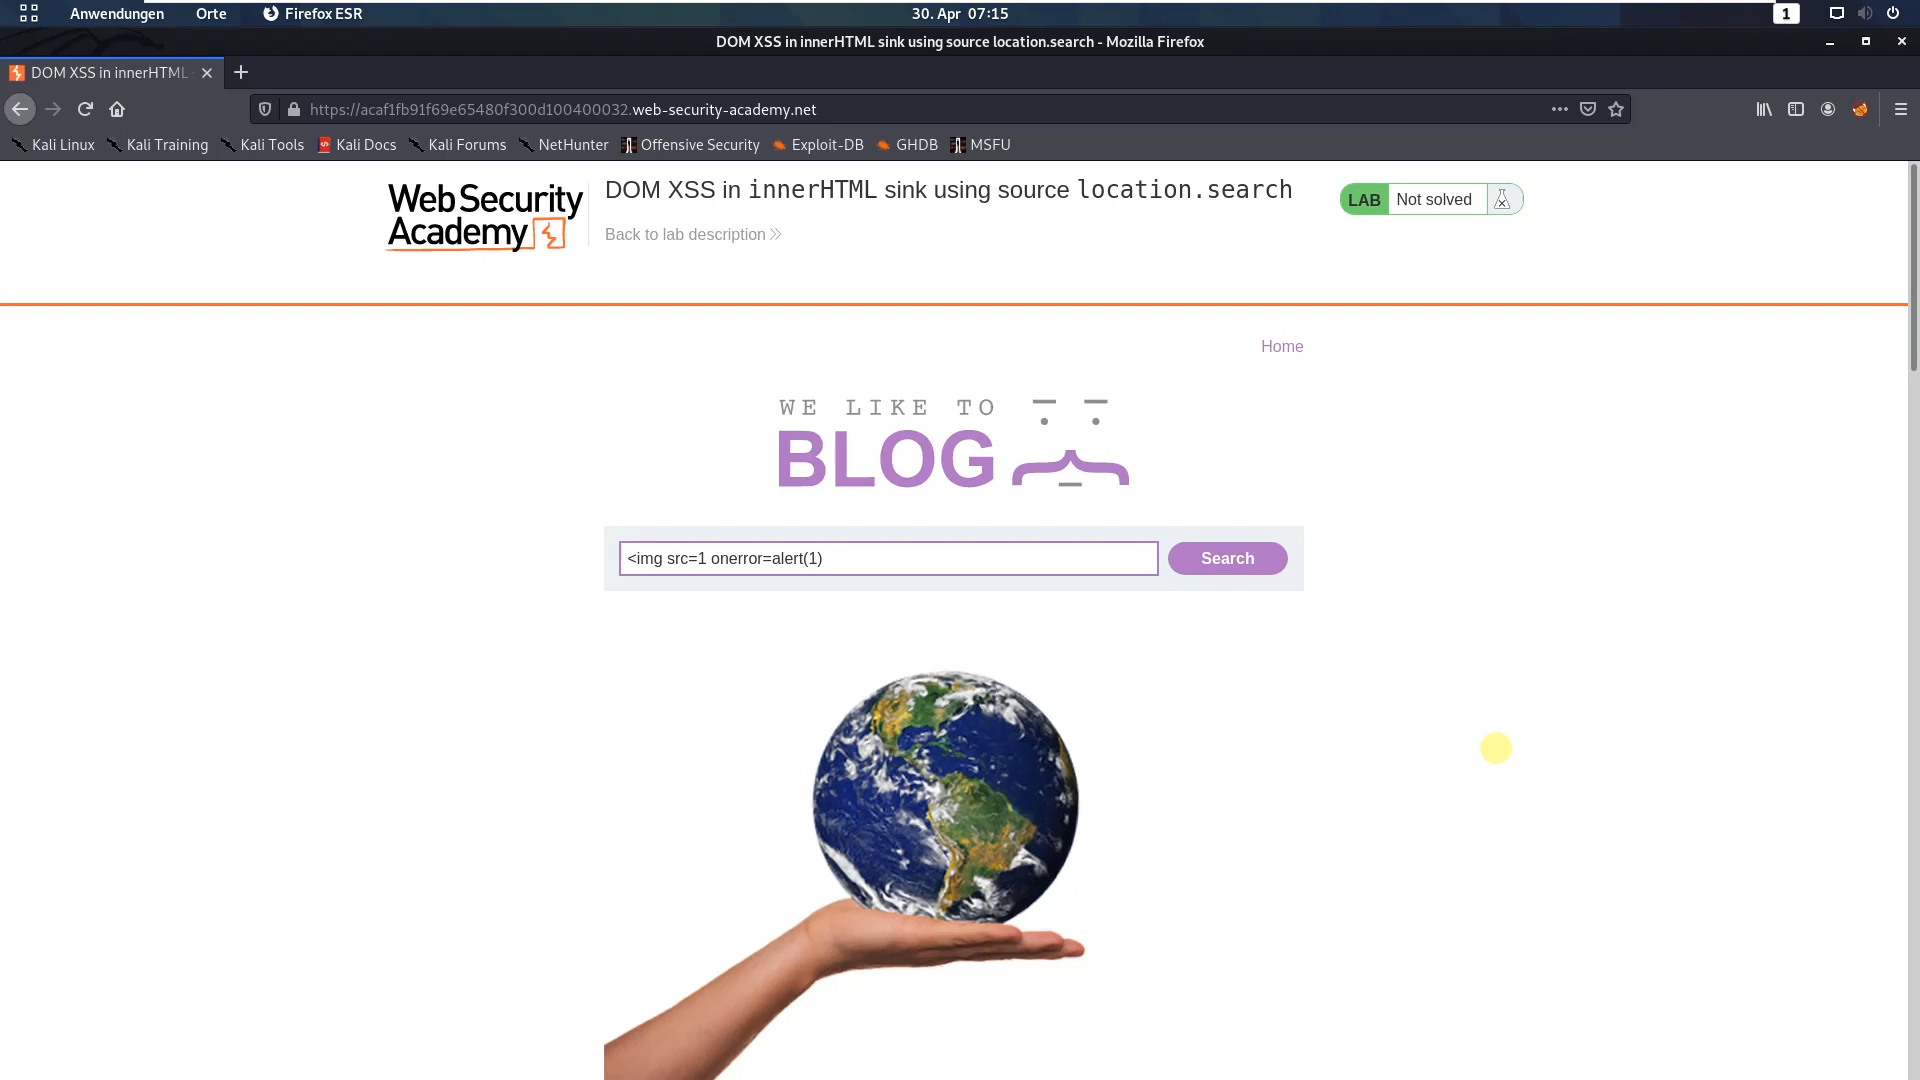 Anwendungen Orte Firefox ESR 30. Apr 07:15 1
DOM XSS in innerHTML sink using source location.search - Mozilla Firefox
DOM XSS in innerHTML
https://acaf1fb91f69e65480f300d100400032.web-security-academy.net
Kali Linux Kali Training Kali Tools Kali Docs Kali Forums NetHunter Offensive Security Exploit-DB GHDB MSFU
Web Security
Academy
DOM XSS in innerHTML sink using source location.search
Back to lab description
LAB Not solved
Home
WE LIKE TO
BLOG
<img src=1 onerror=alert(1)
Search